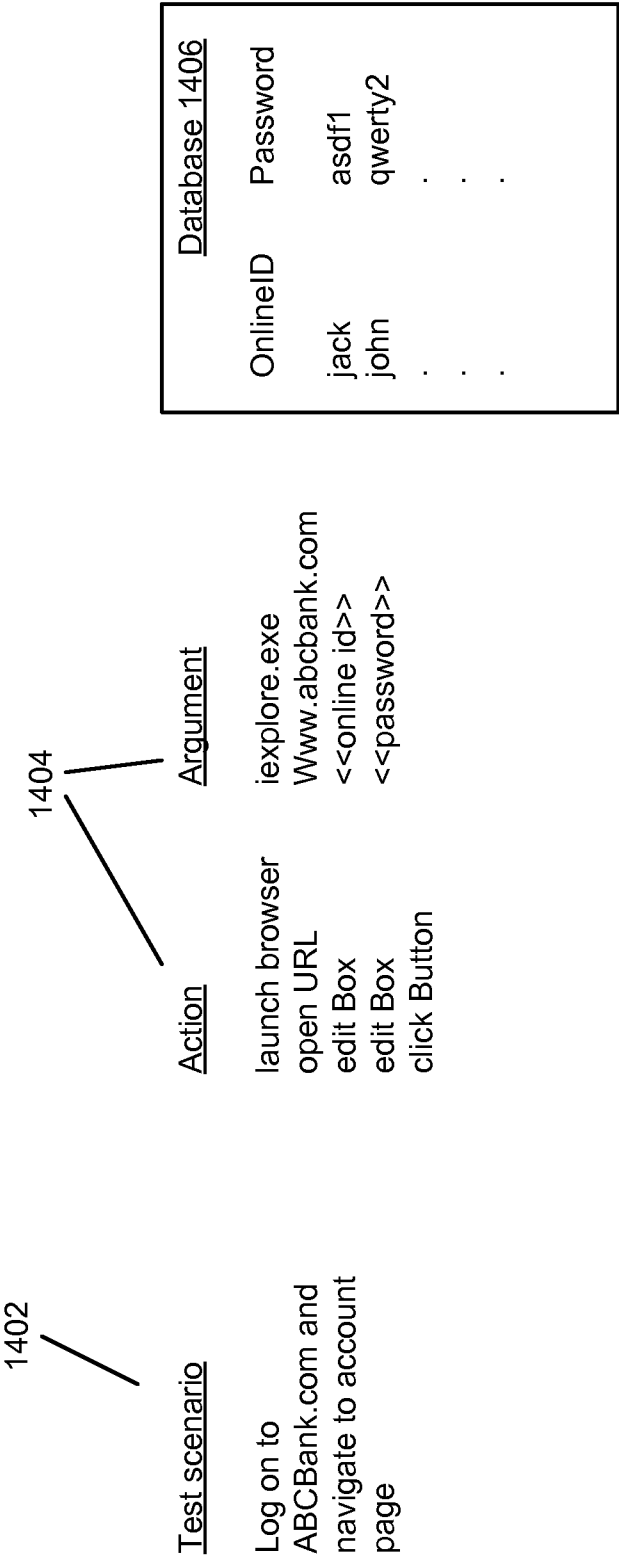 1402
Test scenario
Log on to
ABCBank.com and
navigate to account
page
1404
Action
launch browser
open URL
edit Box
edit Box
click Button
Argument
iexplore.exe
Www.abcbank.com
<<online id>>
<<password>>
Database 1406
OnlineID Password
jack asdf1
john qwerty2
. .
. .
. .